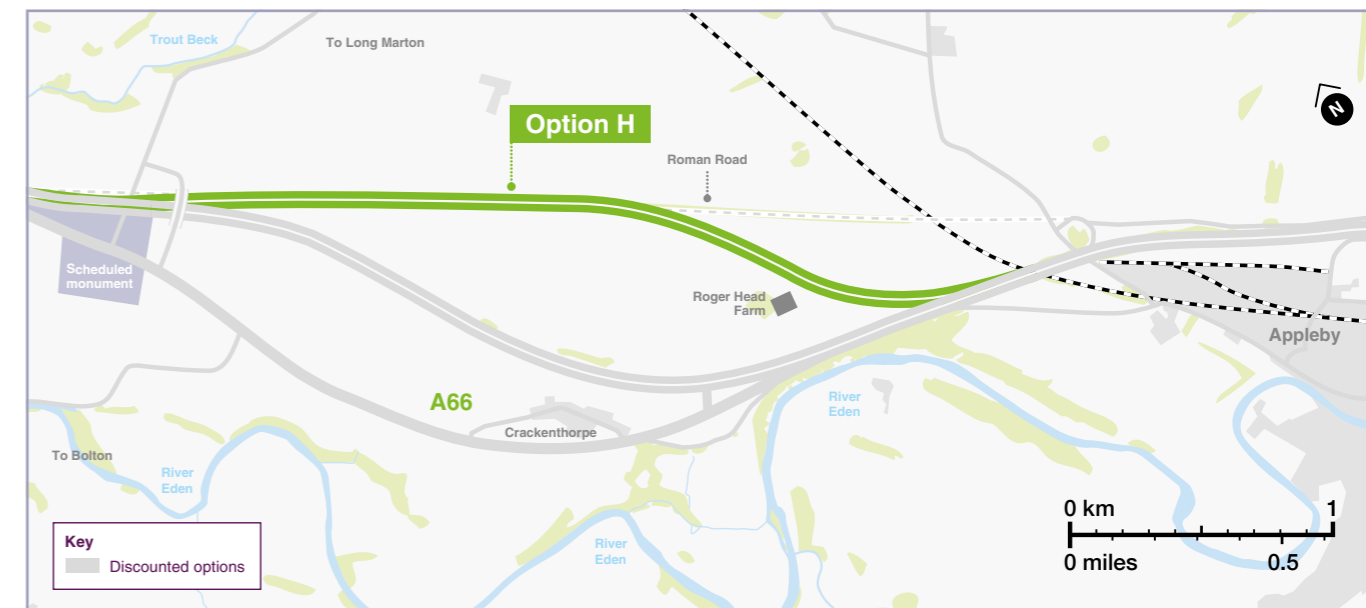 Trout Beck
To Long Marton
N
Option H
Roman Road
Scheduled
monument
Roger Head
Farm
Appleby
A66
River
Eden
Crackenthorpe
To Bolton
River
Eden
River
Eden
0 km 1
0 miles 0.5
Key
Discounted options